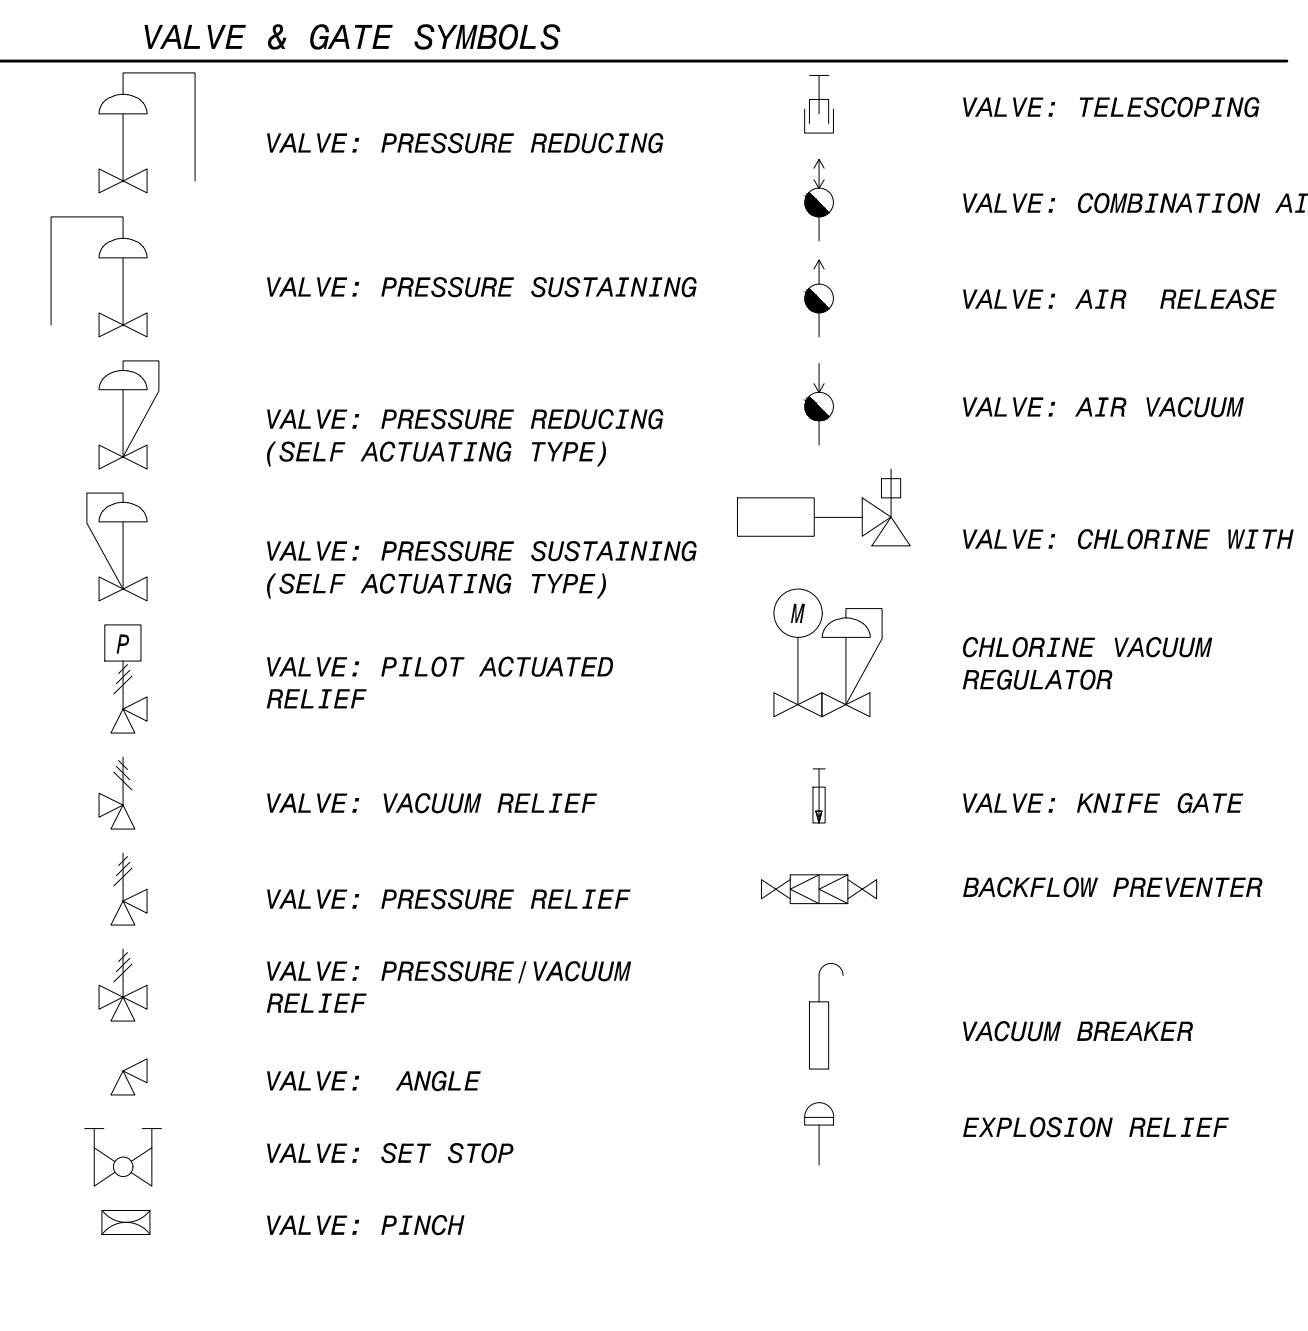 VALVE & GATE SYMBOLS
VALVE: PRESSURE REDUCING
VALVE: PRESSURE SUSTAINING
VALVE: PRESSURE REDUCING
(SELF ACTUATING TYPE)
VALVE: PRESSURE SUSTAINING
(SELF ACTUATING TYPE)
P
VALVE: PILOT ACTUATED
RELIEF
VALVE: VACUUM RELIEF
VALVE: PRESSURE RELIEF
VALVE: PRESSURE/VACUUM
RELIEF
VALVE: ANGLE
VALVE: SET STOP
VALVE: PINCH
VALVE: TELESCOPING
VALVE: COMBINATION AI
VALVE: AIR RELEASE
VALVE: AIR VACUUM
VALVE: CHLORINE WITH
M
CHLORINE VACUUM
REGULATOR
VALVE: KNIFE GATE
BACKFLOW PREVENTER
VACUUM BREAKER
EXPLOSION RELIEF